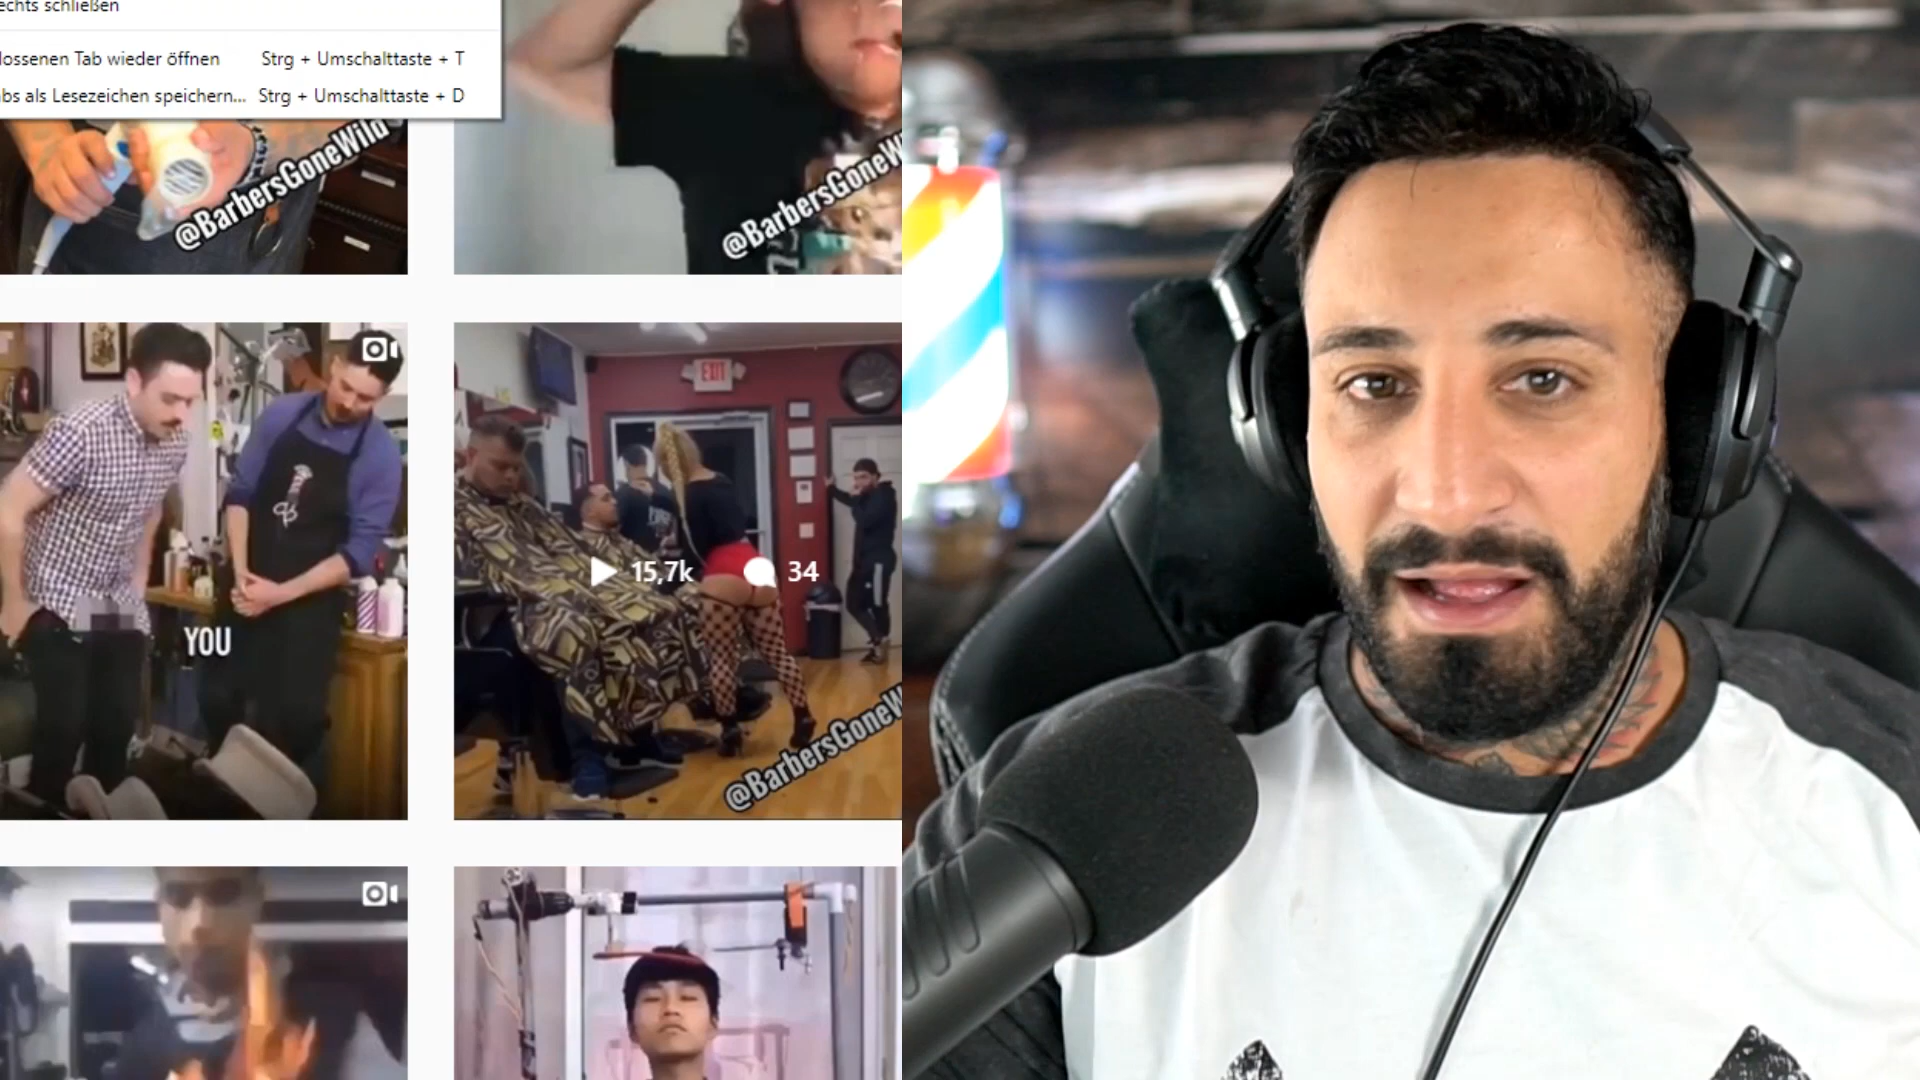 echts schließen
lossenen Tab wieder öffnen Strg + Umschalttaste + T
abs als Lesezeichen speichern... Strg + Umschalttaste + D
@BarbersGoneWild
@BarbersGoneW
EXIT
15,7k 34
YOU
@BarbersGoneW